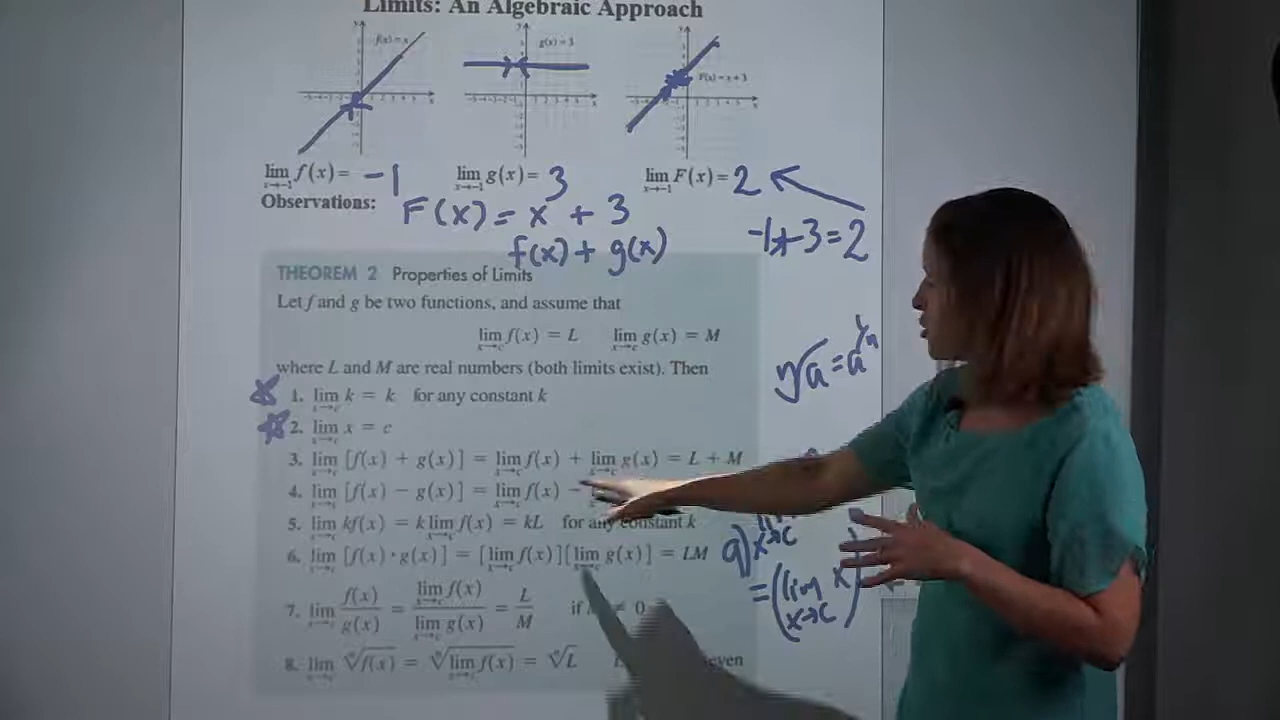 Limits: An Algebraic Approach
f(x) = x
g(x) = 3
F(x) = x + 3
lim f(x) = -1
x→-1
lim g(x) = 3
x→-1
lim F(x) = 2
x→-1
Observations:
F(x) = x + 3
f(x) + g(x)
-1 + 3 = 2
THEOREM 2 Properties of Limits
Let f and g be two functions, and assume that
lim f(x) = L lim g(x) = M
x→c x→c
where L and M are real numbers (both limits exist). Then
1. lim k = k for any constant k
x→c
2. lim x = c
x→c
3. lim [f(x) + g(x)] = lim f(x) + lim g(x) = L + M
x→c x→c x→c
4. lim [f(x) - g(x)] = lim f(x) -
x→c x→c
5. lim kf(x) = k lim f(x) = kL for any constant k
x→c x→c
6. lim [f(x) · g(x)] = [lim f(x)][lim g(x)] = LM
x→c x→c x→c
7. lim f(x)/g(x) = lim f(x)/lim g(x) = L/M if ≠ 0
x→c x→c x→c
8. lim ⁿ√f(x) = ⁿ√lim f(x) = ⁿ√L even
x→c x→c
ⁿ√a = a^1/n
9) x→c
= (lim x)
x→c